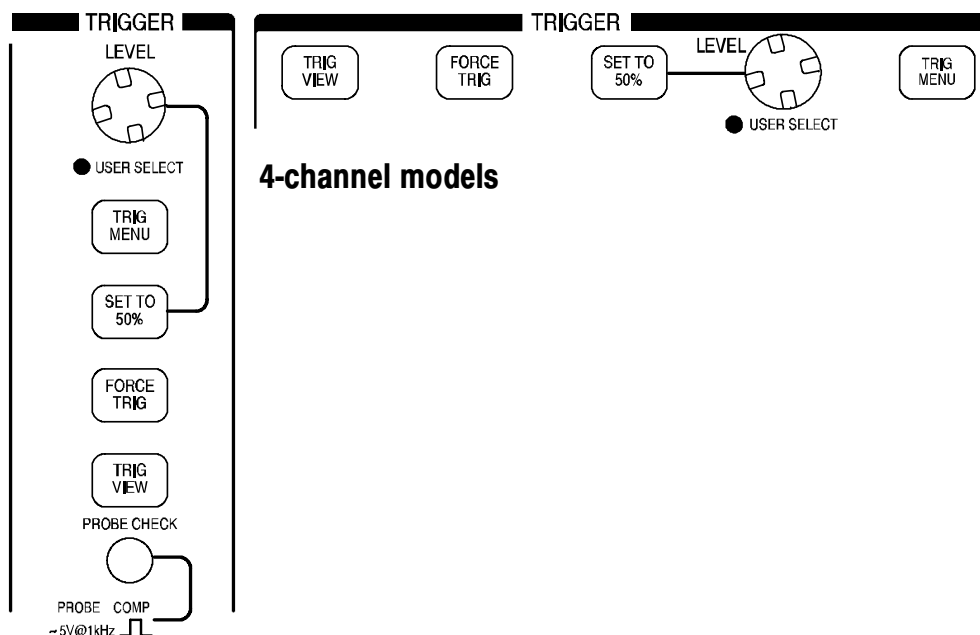 TRIGGER
LEVEL
USER SELECT
TRIG
MENU
SET TO
50%
FORCE
TRIG
TRIG
VIEW
PROBE CHECK
PROBE COMP
~5V@1kHz
TRIGGER
TRIG
VIEW
FORCE
TRIG
SET TO
50%
LEVEL
USER SELECT
TRIG
MENU
4-channel models